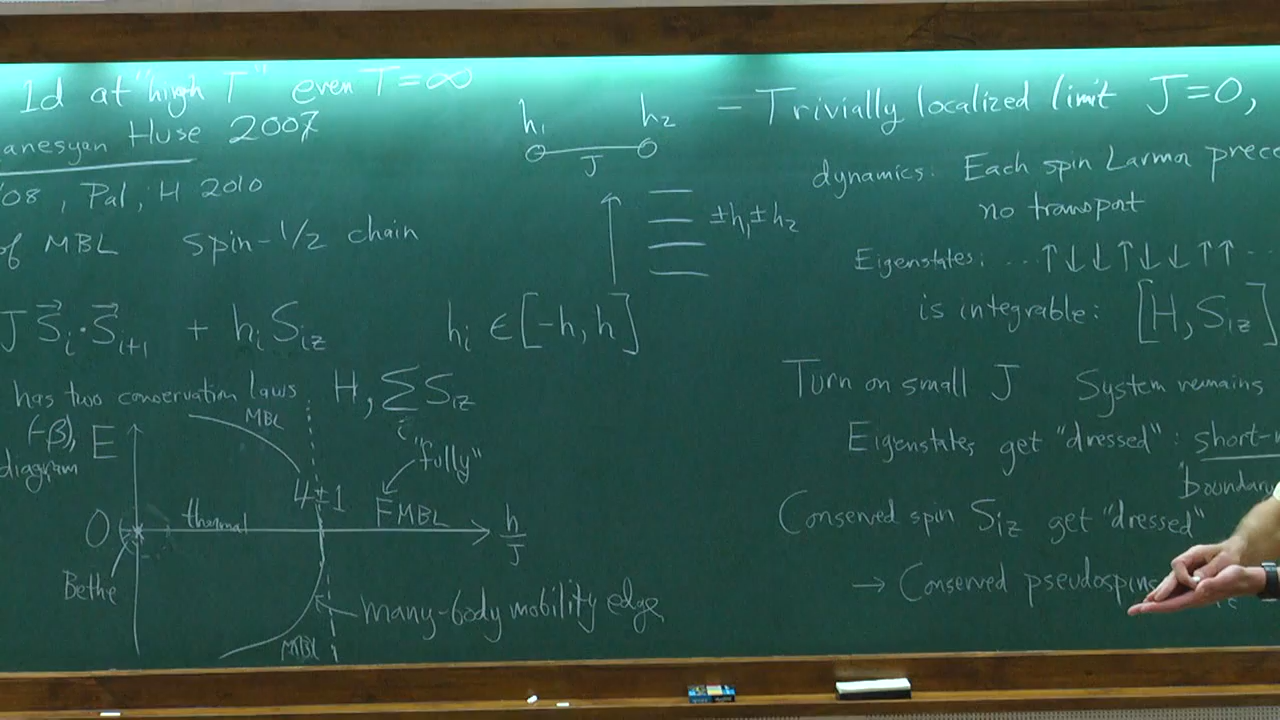 1d at "high T" even T=∞
anesyan Huse 2007
'08, Pal, H 2010
of MBL spin-1/2 chain
J S⃗i·S⃗i+1 + hi Siz hi ∈ [-h, h]
has two conservation laws: H, ∑i Siz
(-β), E
diagram
MBL
"fully"
4±1
0 thermal FMBL h/J
Bethe
many-body mobility edge
MBL
h1 h2
J
±h1±h2
- Trivially localized limit J=0,
dynamics: Each spin Larmor prece
no transport
Eigenstates: ...↑↓↓↑↓↓↑↑...
is integrable: [H, Siz]
Turn on small J System remains
Eigenstates get "dressed": short-r
boundary
Conserved spin Siz get "dressed"
→ Conserved pseudospins